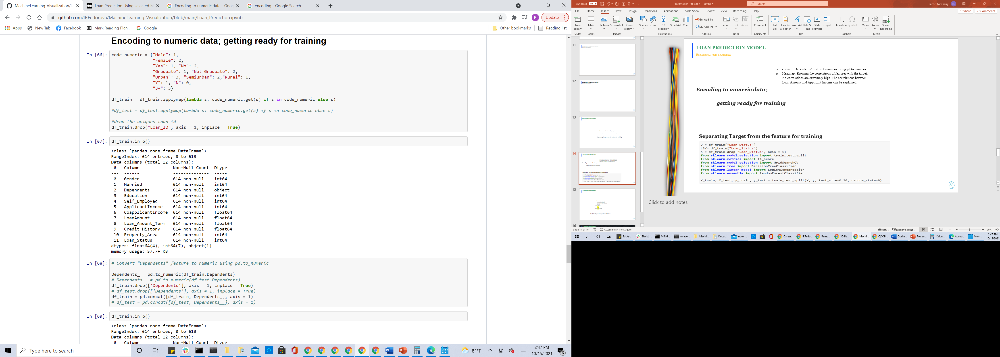 MachineLearning-Visualization/L
Loan Prediction Using selected M
Encoding to numeric data - Goo
encoding - Google Search
github.com/IRFedorova/MachineLearning-Visualization/blob/main/Loan_Prediction.ipynb
R
Update
Apps
New Tab
Facebook
LH Mark Reading Plan...
Google
Other bookmarks
Reading list
Encoding to numeric data; getting ready for training
In [66]:
code_numeric = {"Male": 1,
"Female": 2,
"Yes": 1, "No": 2,
"Graduate": 1, "Not Graduate": 2,
"Urban": 3, "Semiurban": 2,"Rural": 1,
"Y": 1, "N": 0,
"3+": 3}
df_train = df_train.applymap(lambda s: code_numeric.get(s) if s in code_numeric else s)
#df_test = df_test.applymap(lambda s: code_numeric.get(s) if s in code_numeric else s)
#drop the uniques loan id
df_train.drop("Loan_ID", axis = 1, inplace = True)
In [67]:
df_train.info()
<class 'pandas.core.frame.DataFrame'>
RangeIndex: 614 entries, 0 to 613
Data columns (total 12 columns):
# Column Non-Null Count Dtype
--- ------ -------------- -----
0 Gender 614 non-null int64
1 Married 614 non-null int64
2 Dependents 614 non-null object
3 Education 614 non-null int64
4 Self_Employed 614 non-null int64
5 ApplicantIncome 614 non-null int64
6 CoapplicantIncome 614 non-null float64
7 LoanAmount 614 non-null float64
8 Loan_Amount_Term 614 non-null float64
9 Credit_History 614 non-null float64
10 Property_Area 614 non-null int64
11 Loan_Status 614 non-null int64
dtypes: float64(4), int64(7), object(1)
memory usage: 57.7+ KB
In [68]:
# Convert "Dependents" feature to numeric using pd.to_numeric
Dependents_ = pd.to_numeric(df_train.Dependents)
# Dependents__ = pd.to_numeric(df_test.Dependents)
df_train.drop(['Dependents'], axis = 1, inplace = True)
# df_test.drop(['Dependents'], axis = 1, inplace = True)
df_train = pd.concat([df_train, Dependents_], axis = 1)
# df_test = pd.concat([df_test, Dependents__], axis = 1)
In [69]:
df_train.info()
<class 'pandas.core.frame.DataFrame'>
RangeIndex: 614 entries, 0 to 613
Data columns (total 12 columns):
# Column Non-Null Count Dtype
Type here to search
81°F
2:47 PM
10/15/2021
6
AutoSave On
Presentation_Project_4 - Saved
Search
Rachel Newberry RN
File Home Insert Draw Design Transitions Animations Slide Show Review View Recording Help
Share
Comments
New Slide
Table
Pictures
Screenshot
Photo Album
Shapes
Icons
3D Models
SmartArt
Chart
Get Add-ins
My Add-ins
Zoom
Link
Action
Comment
Text Box
Header & Footer
WordArt
Date & Time
Slide Number
Object
Equation
Symbol
Video
Audio
Screen Recording
Slides
Tables
Images
Illustrations
Add-ins
Links
Comments
Text
Symbols
Media
11
12
13
14
15
16
LOAN PREDICTION MODEL
ENCODING FOR TRAINING
convert 'Dependents' feature to numeric using pd.to_numeric
Heatmap: Showing the correlations of features with the target.
No correlations are extremely high. The correlations between
Loan Amount and Applicant Income can be explained.
Encoding to numeric data;
getting ready for training
Separating Target from the feature for training
y = df_train["Loan_Status"]
LSY= df_train["Loan_Status"]
X = df_train.drop("Loan_Status", axis = 1)
from sklearn.model_selection import train_test_split
from sklearn.metrics import f1_score
from sklearn.model_selection import GridSearchCV
from sklearn.tree import DecisionTreeClassifier
from sklearn.linear_model import LogisticRegression
from sklearn.ensemble import RandomForestClassifier
X_train, X_test, y_train, y_test = train_test_split(X, y, test_size=0.20, random_state=0)
Click to add notes
Slide 14 of 16
Accessibility: Investigate
Notes
Display Settings
96%
Sticky ...
Slack | ...
MING...
Anaco...
Machi...
Docu...
Inbox ...
Career...
IRFedo...
Remo...
3D Da...
Machi...
QDOB...
Outlin...
Presen...
Calcul...
Accou...
Mont...
2:47 PM
10/15/2021